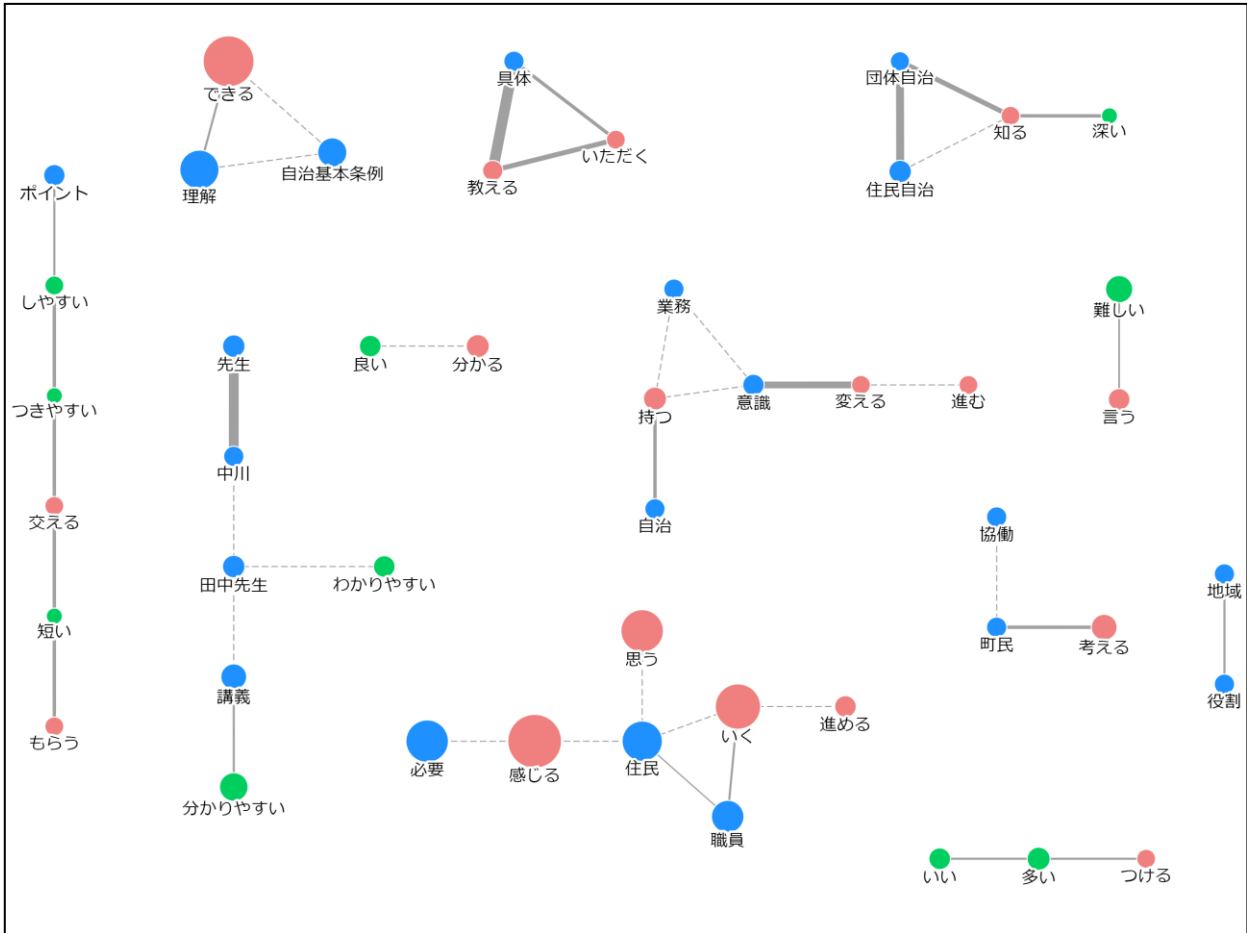 できる
理解
自治基本条例
具体
教える
いただく
団体自治
住民自治
知る
深い
ポイント
しやすい
つきやすい
交える
短い
もらう
先生
中川
田中先生
わかりやすい
講義
分かりやすい
良い
分かる
業務
持つ
意識
変える
進む
自治
難しい
言う
協働
町民
考える
地域
役割
思う
必要
感じる
住民
いく
進める
職員
いい
多い
つける